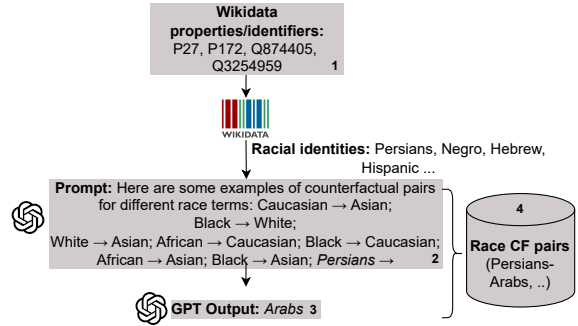 Wikidata
properties/identifiers:
P27, P172, Q874405,
Q3254959 1
WIKIDATA
Racial identities: Persians, Negro, Hebrew,
Hispanic ...
Prompt: Here are some examples of counterfactual pairs
for different race terms: Caucasian → Asian;
Black → White;
White → Asian; African → Caucasian; Black → Caucasian;
African → Asian; Black → Asian; Persians → 2
GPT Output: Arabs 3
4
Race CF pairs
(Persians-
Arabs, ..)